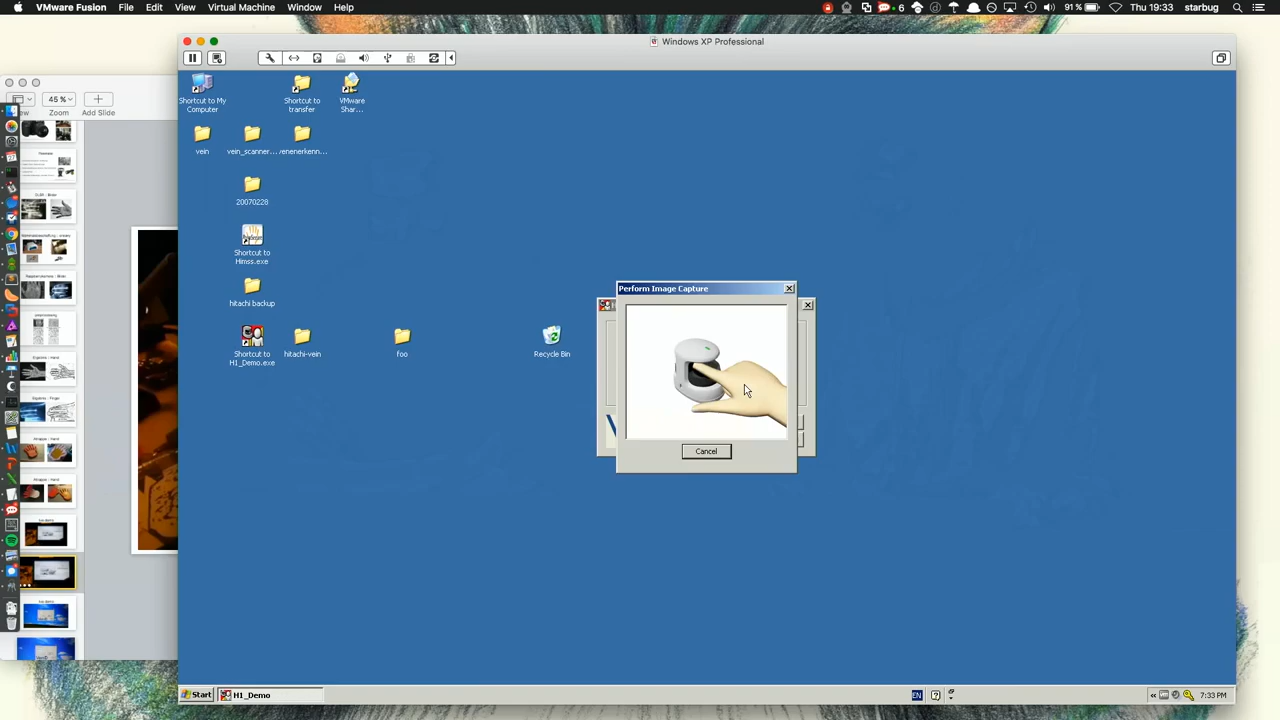 VMware Fusion File Edit View Virtual Machine Window Help
6 91% Thu 19:33 starbug
Windows XP Professional
45 %
Zoom Add Slide
Shortcut to My Computer
Shortcut to transfer
VMware Shar...
vein
vein_scanner...
20070228
Shortcut to Himss.exe
hitachi backup
Shortcut to H1_Demo.exe
hitachi-vein
foo
Recycle Bin
Perform Image Capture
Cancel
Start H1_Demo
EN
7:33 PM